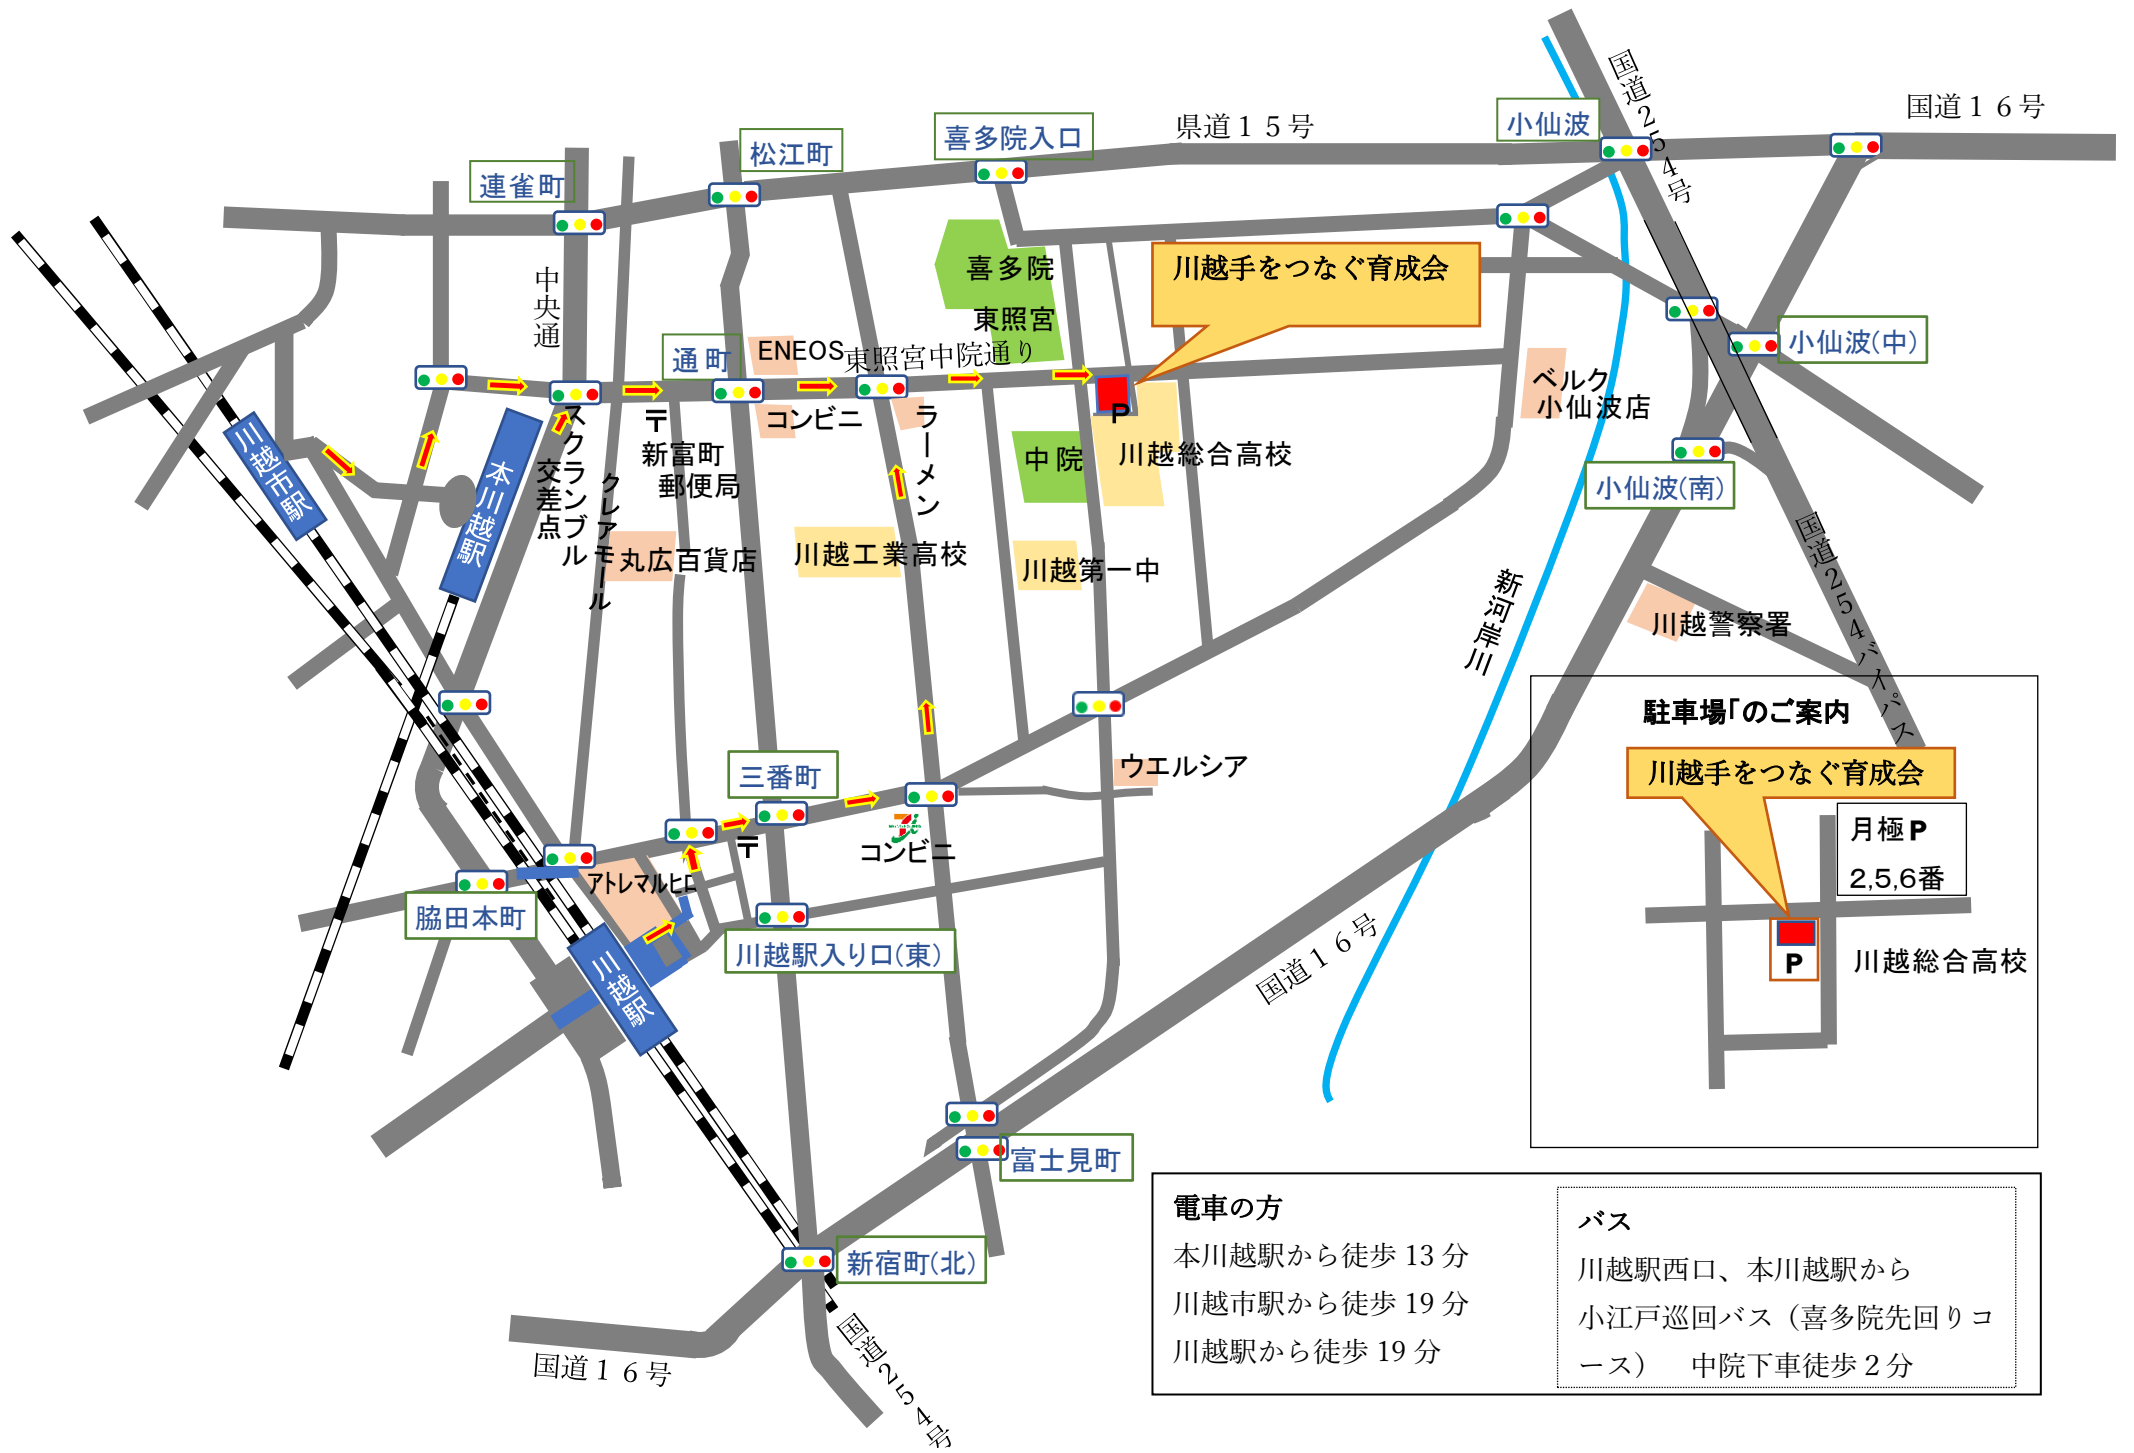 国道254号
国道１６号
県道１５号
小仙波
喜多院入口
松江町
連雀町
中央通
喜多院
東照宮
川越手をつなぐ育成会
通町
ENEOS
東照宮中院通り
小仙波(中)
ベルク
小仙波店
コンビニ
ラーメン
P
〒
新富町
郵便局
スクランブル
交差点
クレアモール
川越市駅
本川越駅
中院
川越総合高校
小仙波(南)
丸広百貨店
川越工業高校
川越第一中
新河岸川
国道254バイパス
川越警察署
駐車場「のご案内
川越手をつなぐ育成会
月極P
2,5,6番
P
川越総合高校
三番町
ウエルシア
〒
コンビニ
アトレマルヒロ
脇田本町
川越駅入り口(東)
川越駅
国道１６号
富士見町
新宿町(北)
国道１６号
国道254号
電車の方
本川越駅から徒歩 13 分
川越市駅から徒歩 19 分
川越駅から徒歩 19 分
バス
川越駅西口、本川越駅から
小江戸巡回バス（喜多院先回りコ
ース）　中院下車徒歩２分